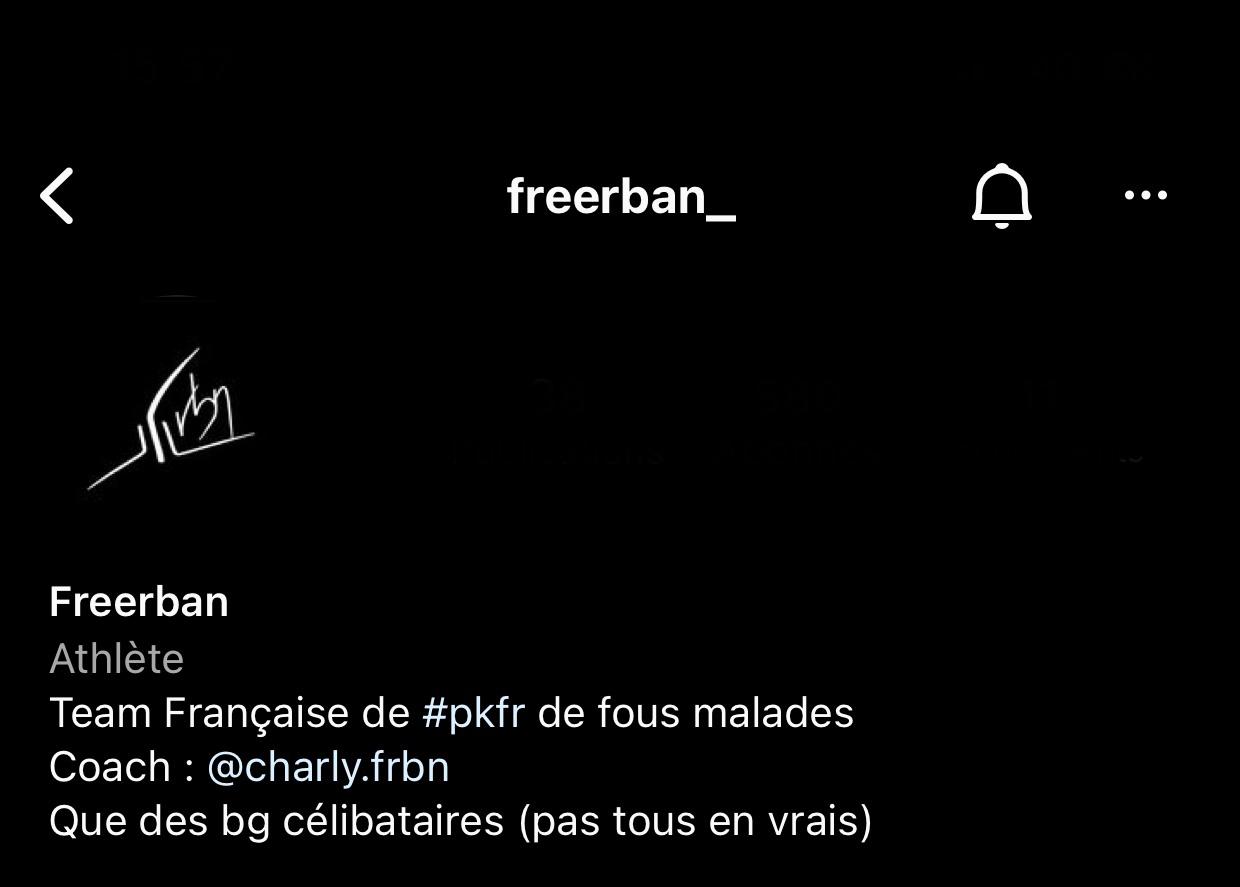 freerban_
Frbn
Freerban
Athlète
Team Française de #pkfr de fous malades
Coach : @charly.frbn
Que des bg célibataires (pas tous en vrais)